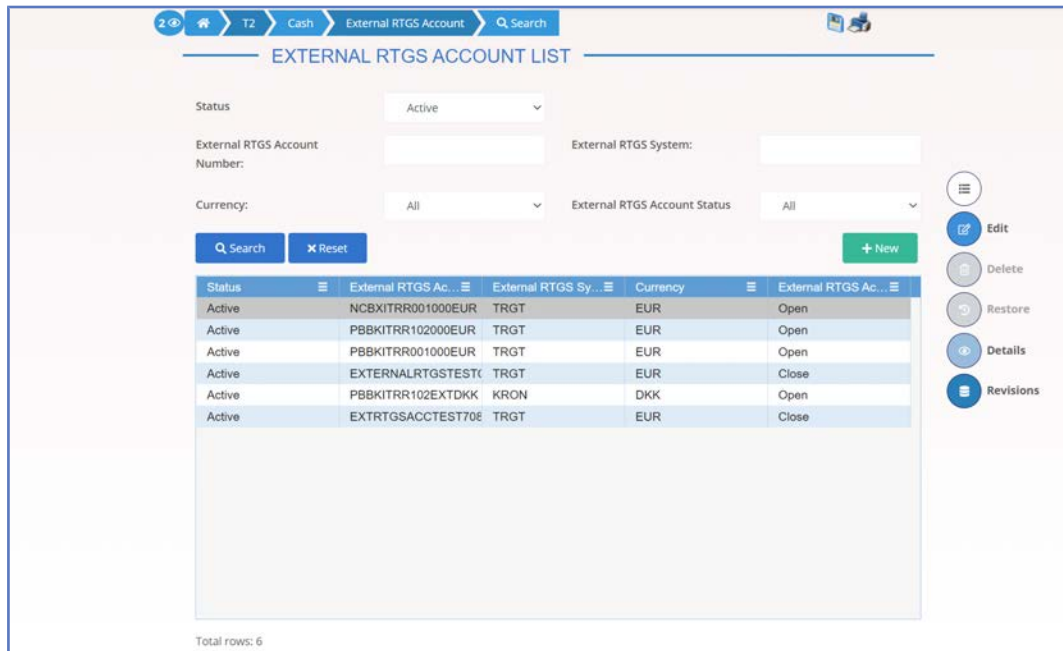 2 T2 Cash External RTGS Account Search
EXTERNAL RTGS ACCOUNT LIST
Status Active
External RTGS Account Number: External RTGS System:
Currency: All External RTGS Account Status All
Search Reset New
Edit
Delete
Restore
Details
Revisions
Status External RTGS Ac... External RTGS Sy... Currency External RTGS Ac...
Active NCBXITRR001000EUR TRGT EUR Open
Active PBBKITRR102000EUR TRGT EUR Open
Active PBBKITRR001000EUR TRGT EUR Open
Active EXTERNALRTGSTEST TRGT EUR Close
Active PBBKITRR102EXTDKK KRON DKK Open
Active EXTRTGSACCTEST708 TRGT EUR Close
Total rows: 6